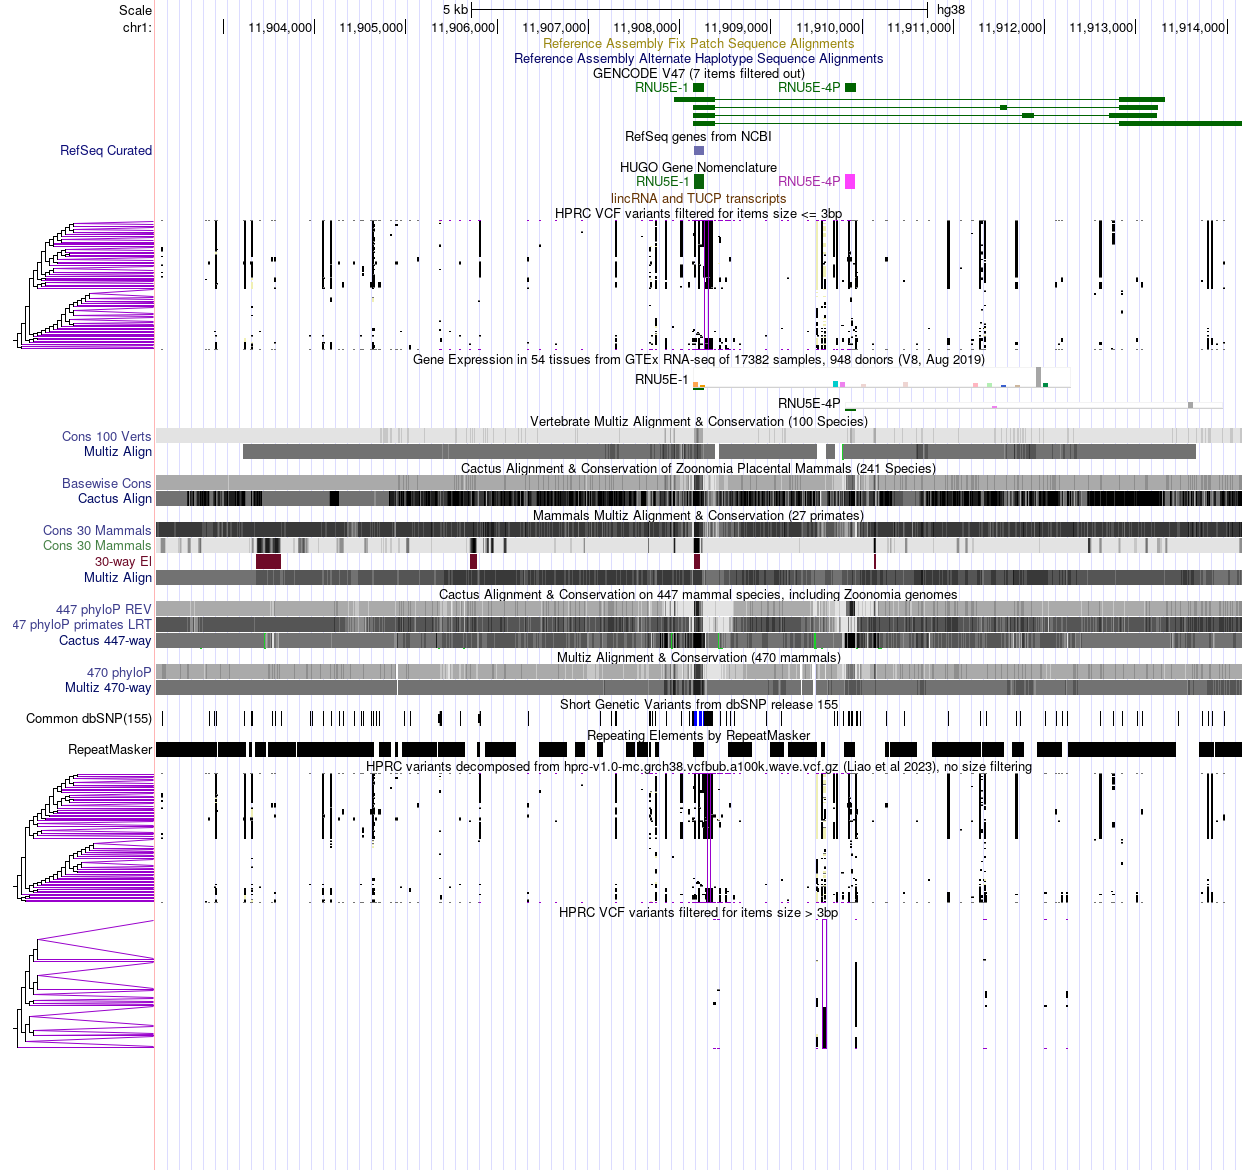 Scale 5 kb hg38
chr1: 11,904,000 11,905,000 11,906,000 11,907,000 11,908,000 11,909,000 11,910,000 11,911,000 11,912,000 11,913,000 11,914,000
Reference Assembly Fix Patch Sequence Alignments
Reference Assembly Alternate Haplotype Sequence Alignments
GENCODE V47 (7 items filtered out)
RNU5E-1 RNU5E-4P
RefSeq genes from NCBI
RefSeq Curated
HUGO Gene Nomenclature
RNU5E-1 RNU5E-4P
lincRNA and TUCP transcripts
HPRC VCF variants filtered for items size <= 3bp
Gene Expression in 54 tissues from GTEx RNA-seq of 17382 samples, 948 donors (V8, Aug 2019)
RNU5E-1
RNU5E-4P
Vertebrate Multiz Alignment & Conservation (100 Species)
Cons 100 Verts
Multiz Align
Cactus Alignment & Conservation of Zoonomia Placental Mammals (241 Species)
Basewise Cons
Cactus Align
Mammals Multiz Alignment & Conservation (27 primates)
Cons 30 Mammals
Cons 30 Mammals
30-way El
Multiz Align
Cactus Alignment & Conservation on 447 mammal species, including Zoonomia genomes
447 phyloP REV
47 phyloP primates LRT
Cactus 447-way
Multiz Alignment & Conservation (470 mammals)
470 phyloP
Multiz 470-way
Short Genetic Variants from dbSNP release 155
Common dbSNP(155)
Repeating Elements by RepeatMasker
RepeatMasker
HPRC variants decomposed from hprc-v1.0-mc.grch38.vcfbub.a100k.wave.vcf.gz (Liao et al 2023), no size filtering
HPRC VCF variants filtered for items size > 3bp